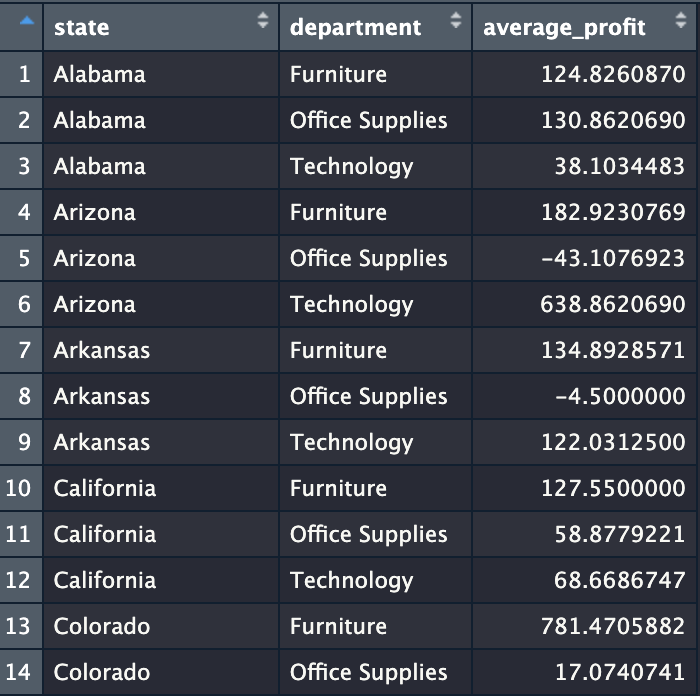 state department average_profit
1 Alabama Furniture 124.8260870
2 Alabama Office Supplies 130.8620690
3 Alabama Technology 38.1034483
4 Arizona Furniture 182.9230769
5 Arizona Office Supplies −43.1076923
6 Arizona Technology 638.8620690
7 Arkansas Furniture 134.8928571
8 Arkansas Office Supplies −4.5000000
9 Arkansas Technology 122.0312500
10 California Furniture 127.5500000
11 California Office Supplies 58.8779221
12 California Technology 68.6686747
13 Colorado Furniture 781.4705882
14 Colorado Office Supplies 17.0740741